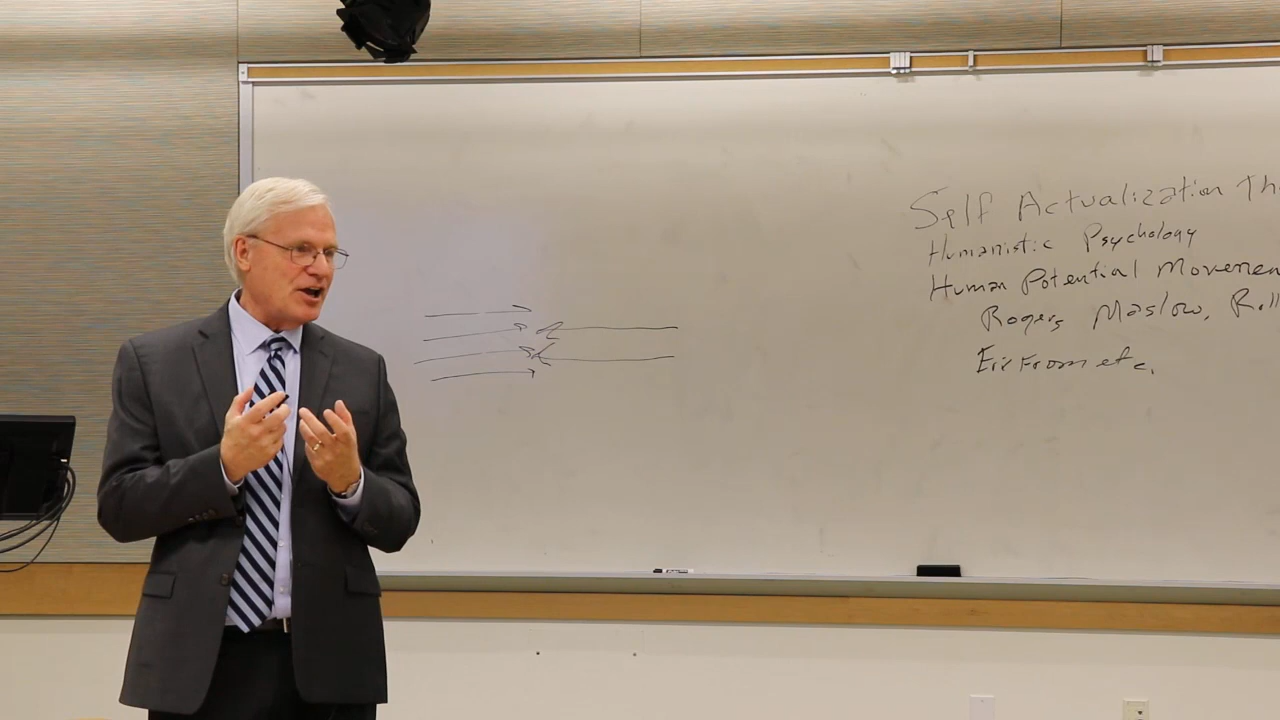 Self Actualization Th
Humanistic Psychology
Human Potential Movemen
Rogers, Maslow, Roll
Eric From etc.